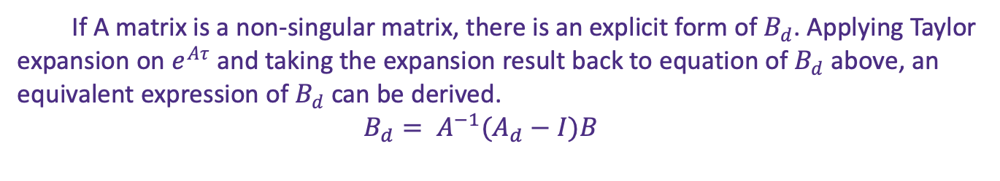 If A matrix is a non-singular matrix, there is an explicit form of $B_d$. Applying Taylor
expansion on $e^{A\tau}$ and taking the expansion result back to equation of $B_d$ above, an
equivalent expression of $B_d$ can be derived.
$B_d = A^{-1}(A_d - I)B$